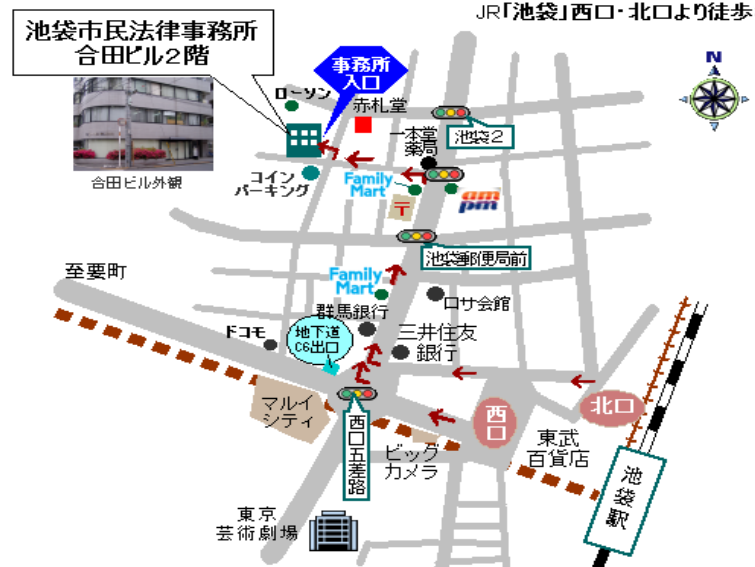 JR「池袋」西口・北口より徒歩
池袋市民法律事務所
合田ビル2階
事務所
入口
N
ローソン
赤札堂
池袋2
一本堂
薬局
合田ビル外観
コイン
パーキング
Family
Mart
am
pm
〒
池袋郵便局前
至要町
Family
Mart
ロサ会館
群馬銀行
ドコモ
地下道
C6出口
三井住友
銀行
マルイ
シティ
西口五差路
ビッグ
カメラ
西口
北口
東武
百貨店
池袋駅
東京
芸術劇場